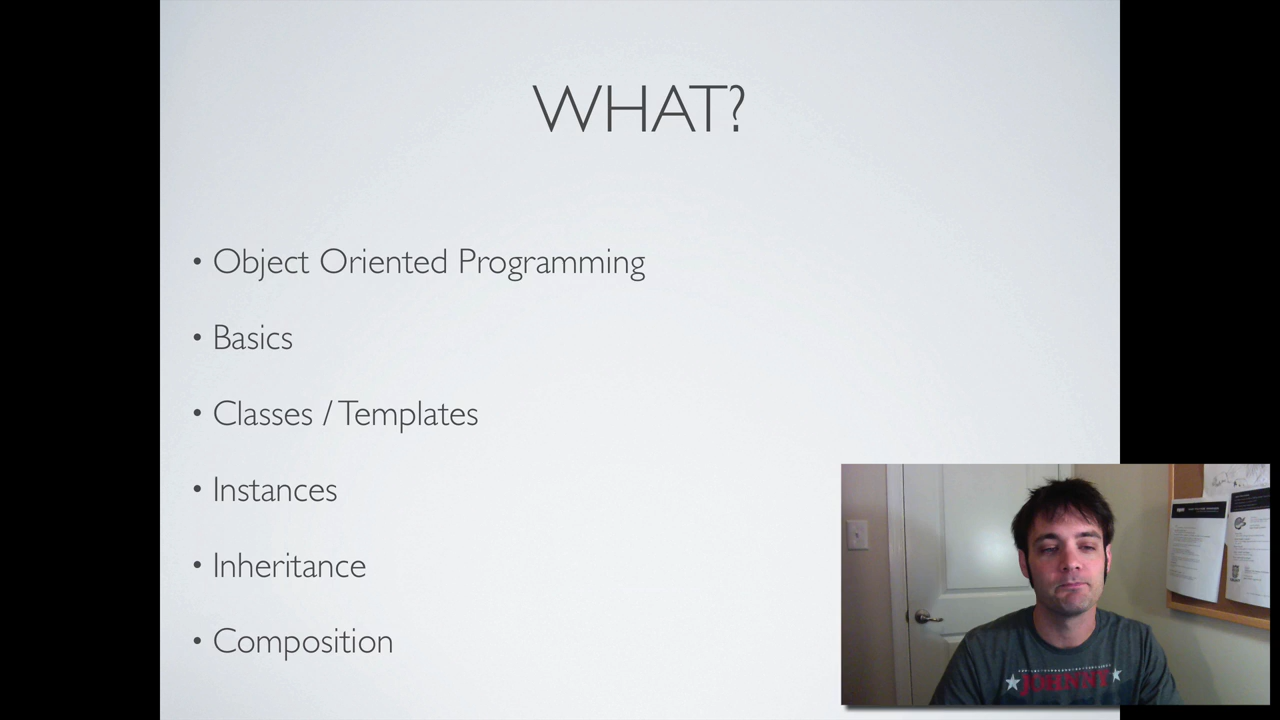 WHAT?
• Object Oriented Programming
• Basics
• Classes / Templates
• Instances
• Inheritance
• Composition
JOHNNY